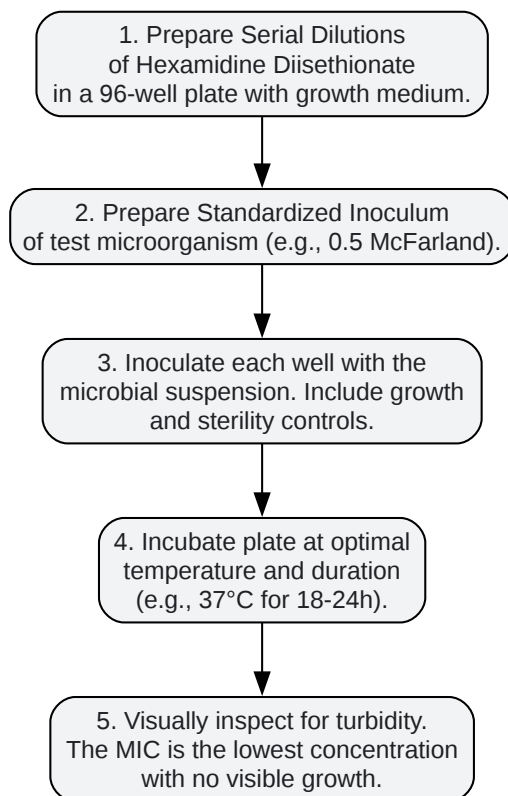 1. Prepare Serial Dilutions
of Hexamidine Diisethionate
in a 96-well plate with growth medium.
2. Prepare Standardized Inoculum
of test microorganism (e.g., 0.5 McFarland).
3. Inoculate each well with the
microbial suspension. Include growth
and sterility controls.
4. Incubate plate at optimal
temperature and duration
(e.g., 37°C for 18-24h).
5. Visually inspect for turbidity.
The MIC is the lowest concentration
with no visible growth.